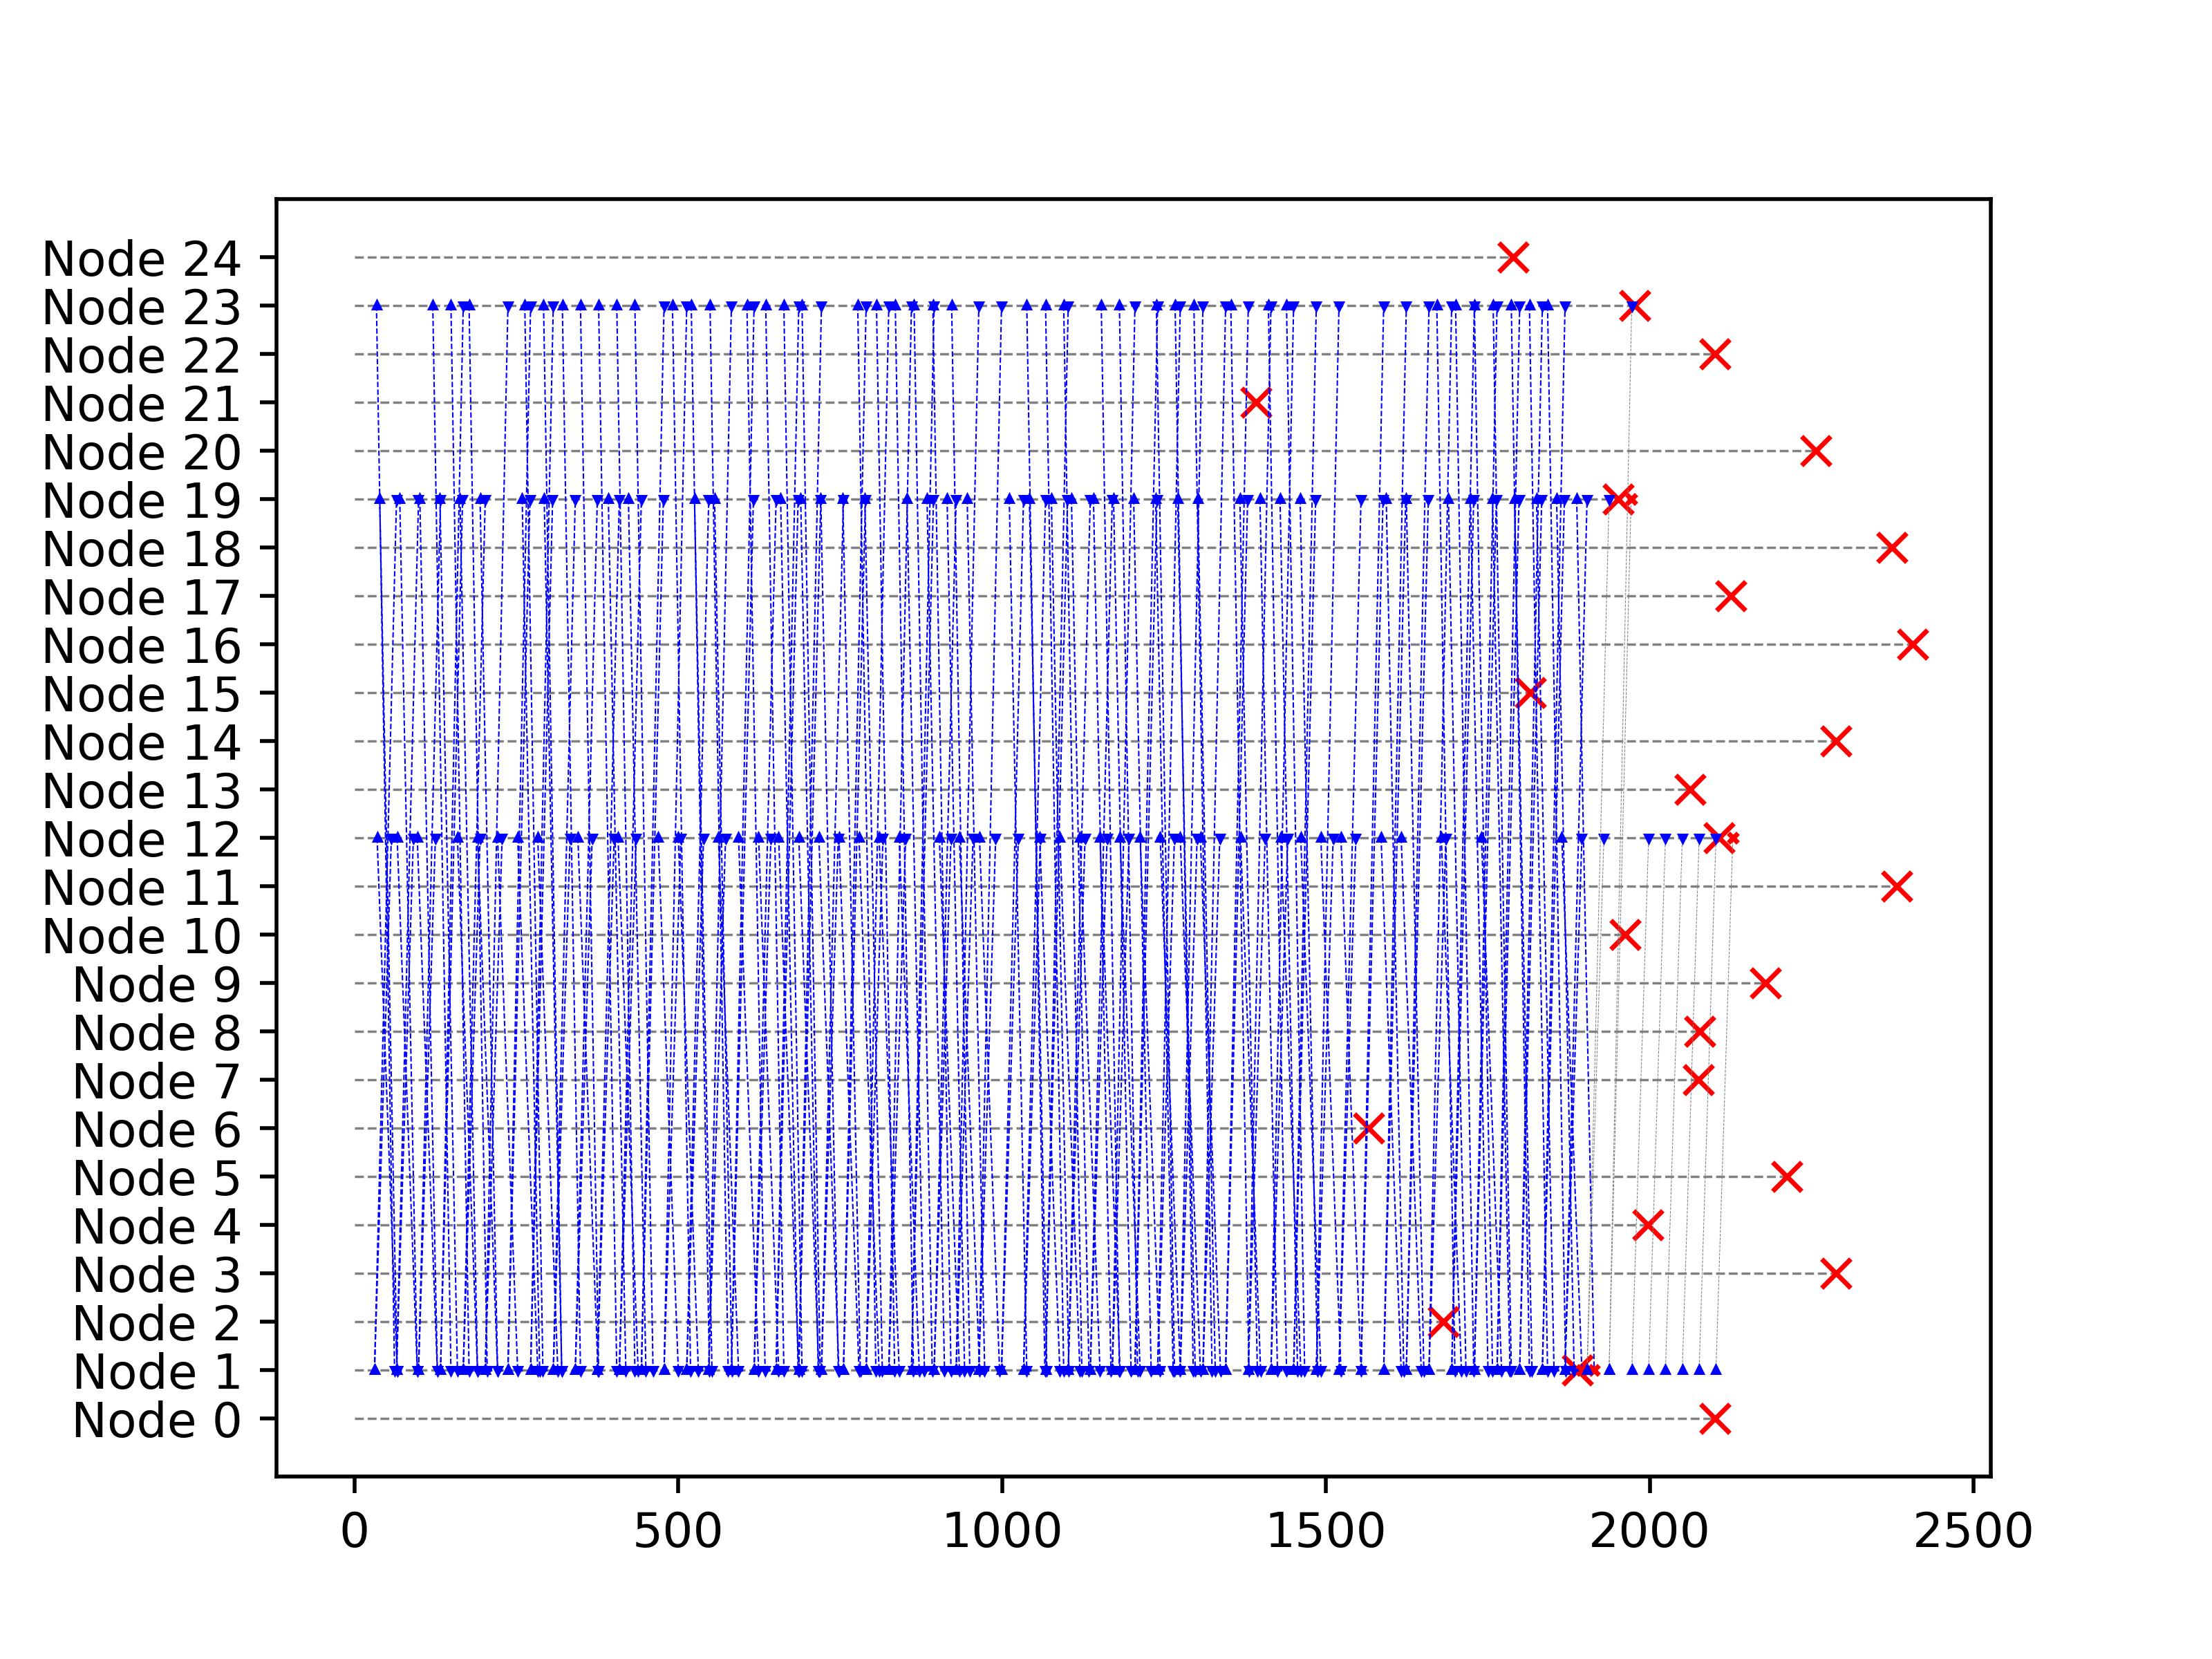 Node 24
Node 23
Node 22
Node 21
Node 20
Node 19
Node 18
Node 17
Node 16
Node 15
Node 14
Node 13
Node 12
Node 11
Node 10
Node 9
Node 8
Node 7
Node 6
Node 5
Node 4
Node 3
Node 2
Node 1
Node 0
0 500 1000 1500 2000 2500